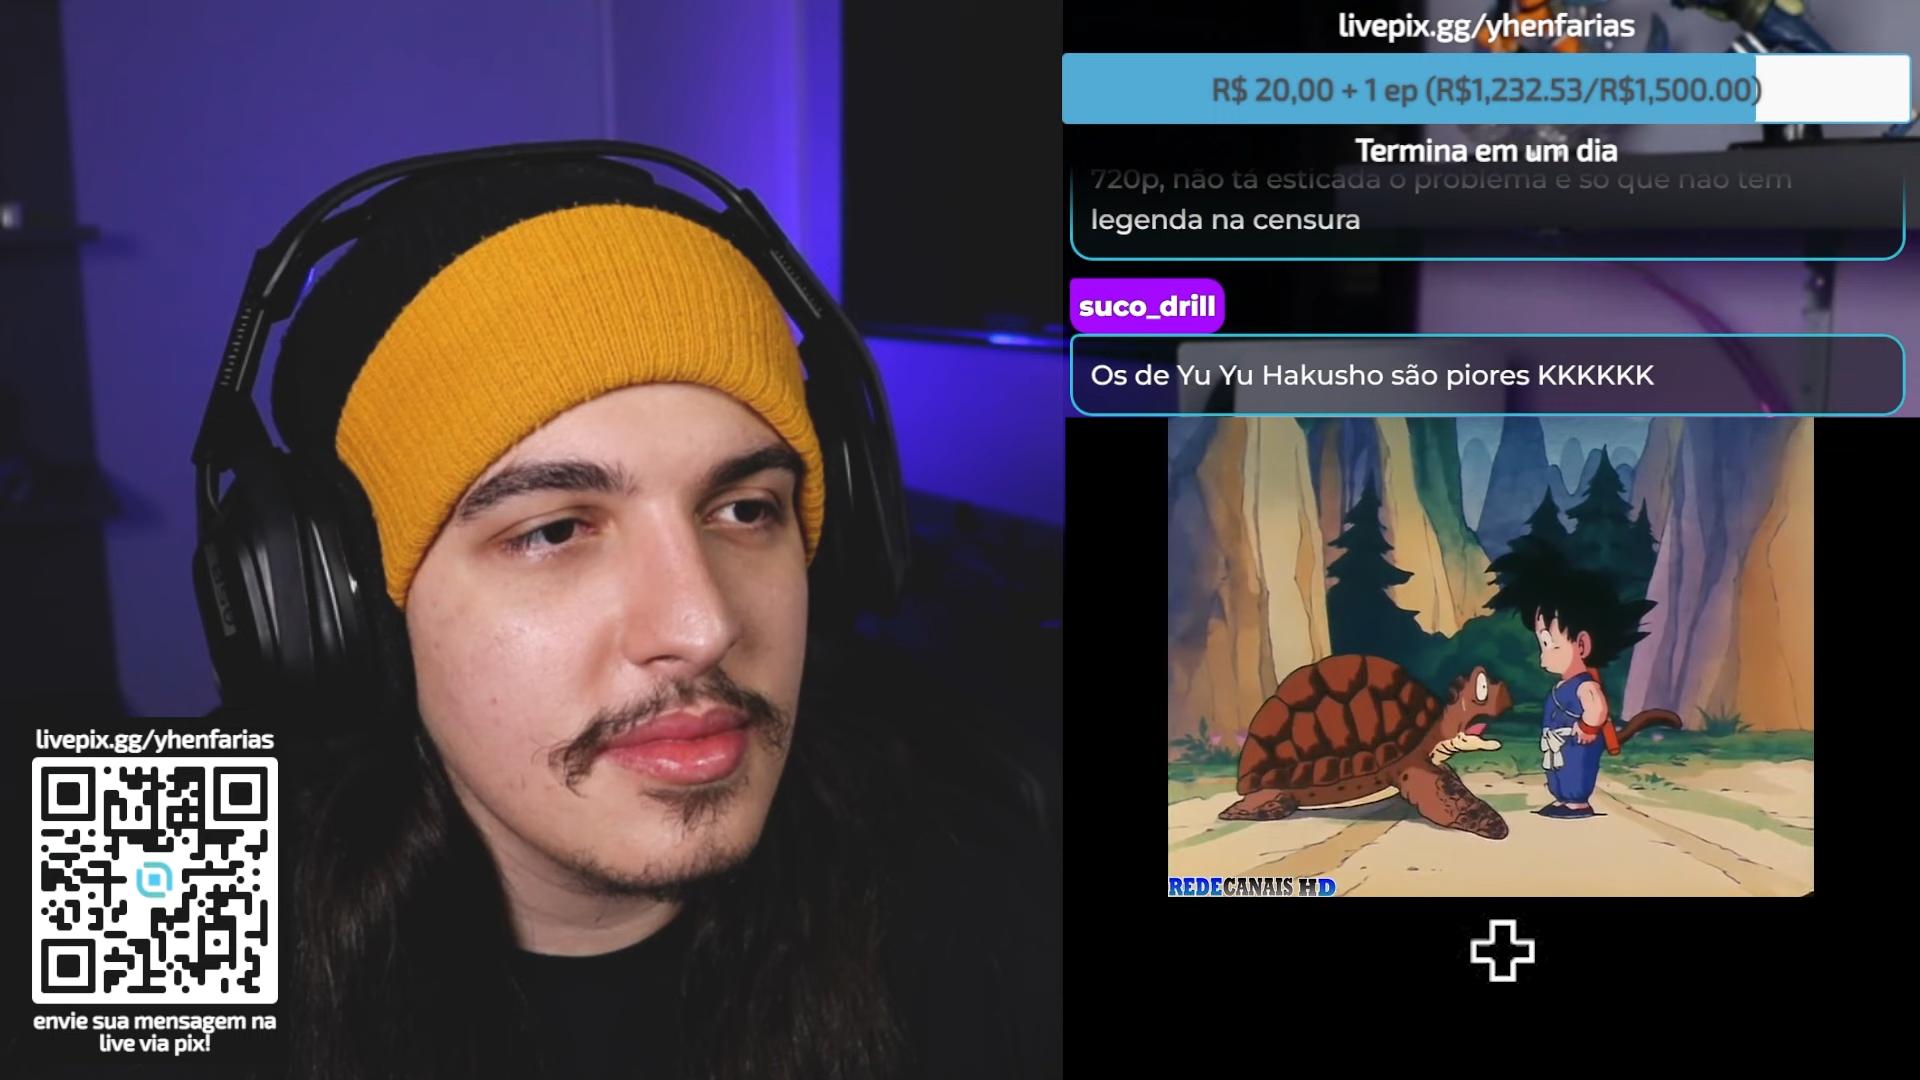 livepix.gg/yhenfarias
R$ 20,00 + 1 ep (R$1,232.53/R$1,500.00)
Termina em um dia
720p, não tá esticada o problema é só que não tem
legenda na censura
suco_drill
Os de Yu Yu Hakusho são piores KKKKKK
REDECANAIS HD
livepix.gg/yhenfarias
envie sua mensagem na
live via pix!